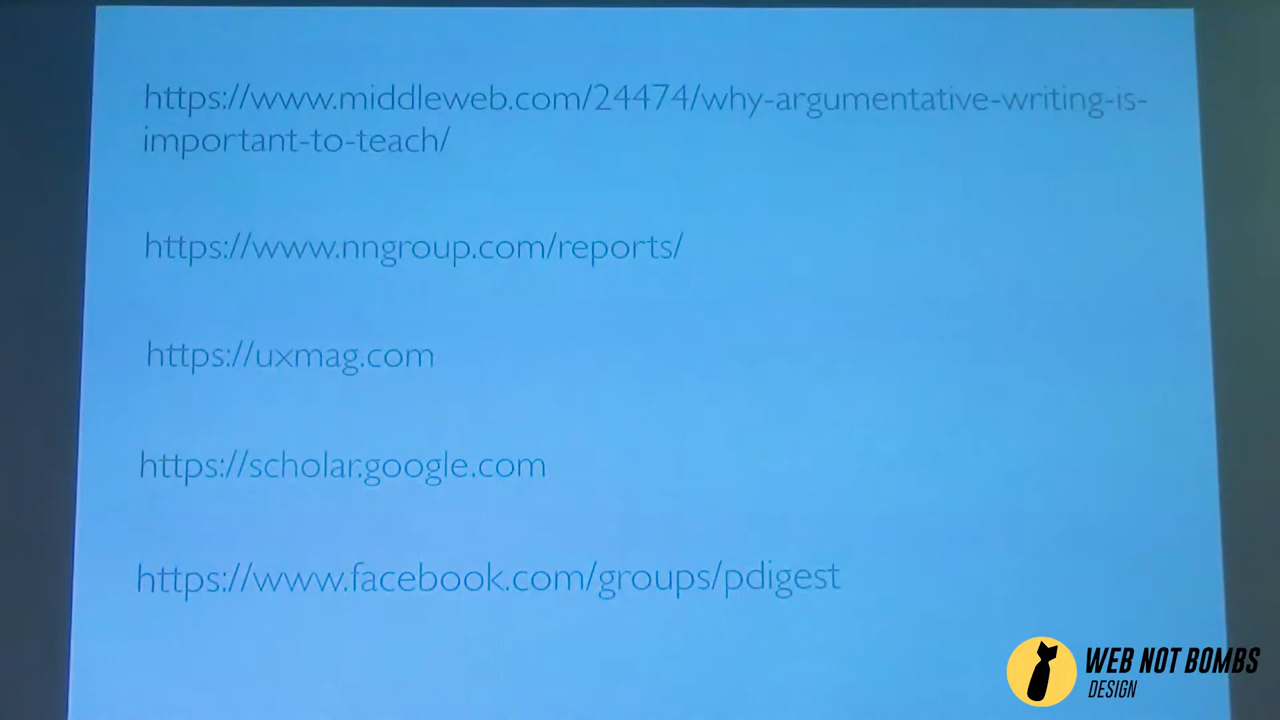 https://www.middleweb.com/24474/why-argumentative-writing-is-
important-to-teach/
https://www.nngroup.com/reports/
https://uxmag.com
https://scholar.google.com
https://www.facebook.com/groups/pdigest
WEB NOT BOMBS
DESIGN